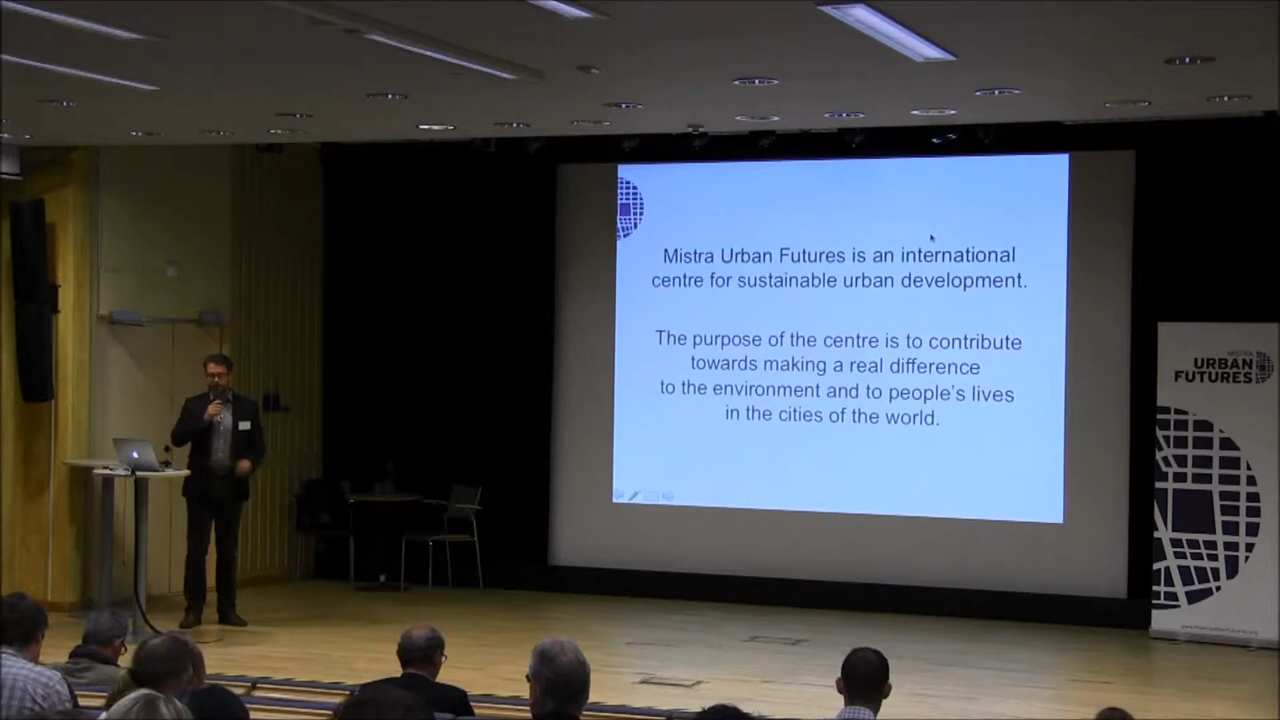 Mistra Urban Futures is an international
centre for sustainable urban development.
The purpose of the centre is to contribute
towards making a real difference
to the environment and to people's lives
in the cities of the world.
MISTRA
URBAN
FUTURES